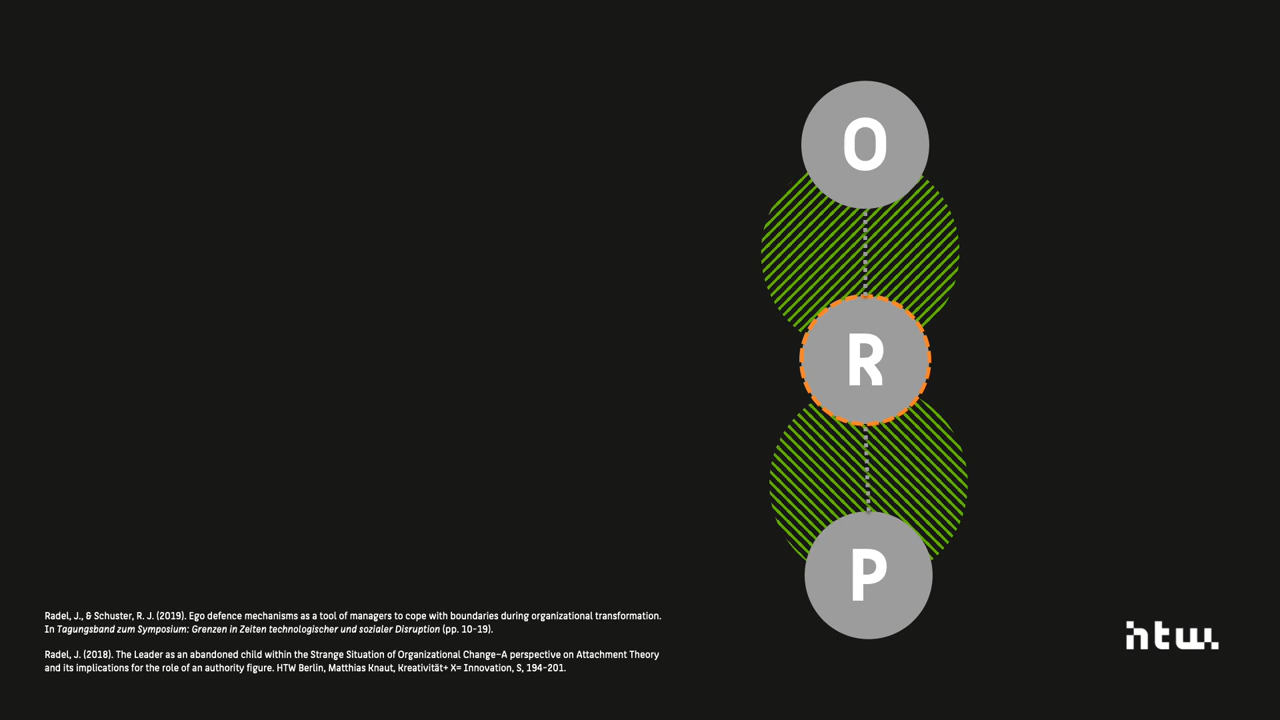 O
R
P
Radel, J., & Schuster, R. J. (2019). Ego defence mechanisms as a tool of managers to cope with boundaries during organizational transformation.
In Tagungsband zum Symposium: Grenzen in Zeiten technologischer und sozialer Disruption (pp. 10-19).
Radel, J. (2018). The Leader as an abandoned child within the Strange Situation of Organizational Change–A perspective on Attachment Theory
and its implications for the role of an authority figure. HTW Berlin, Matthias Knaut, Kreativität+ X= Innovation, S, 194-201.
htw.